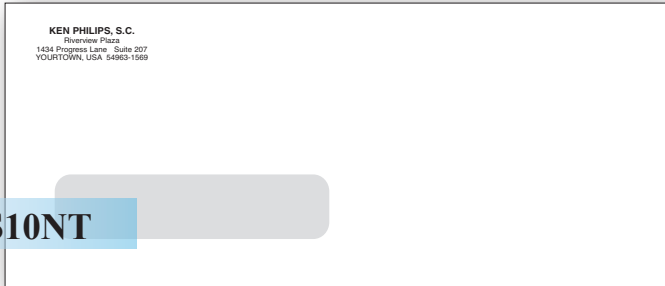 KEN PHILIPS, S.C.
Riverview Plaza
1434 Progress Lane Suite 207
YOURTOWN, USA 54963-1569
10NT